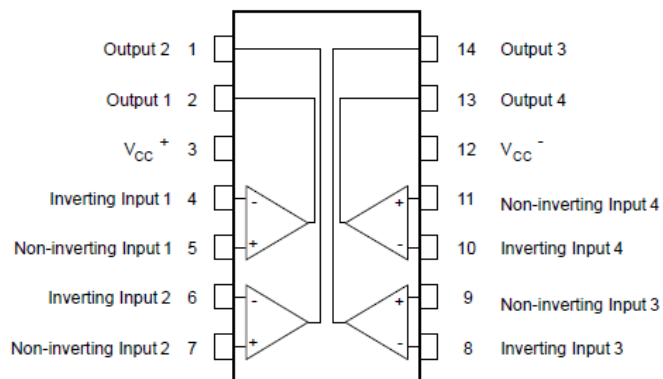 Output 2 1
Output 1 2
VCC+ 3
Inverting Input 1 4
Non-inverting Input 1 5
Inverting Input 2 6
Non-inverting Input 2 7
14 Output 3
13 Output 4
12 VCC-
11 Non-inverting Input 4
10 Inverting Input 4
9 Non-inverting Input 3
8 Inverting Input 3
-
+
-
+
+
-
+
-